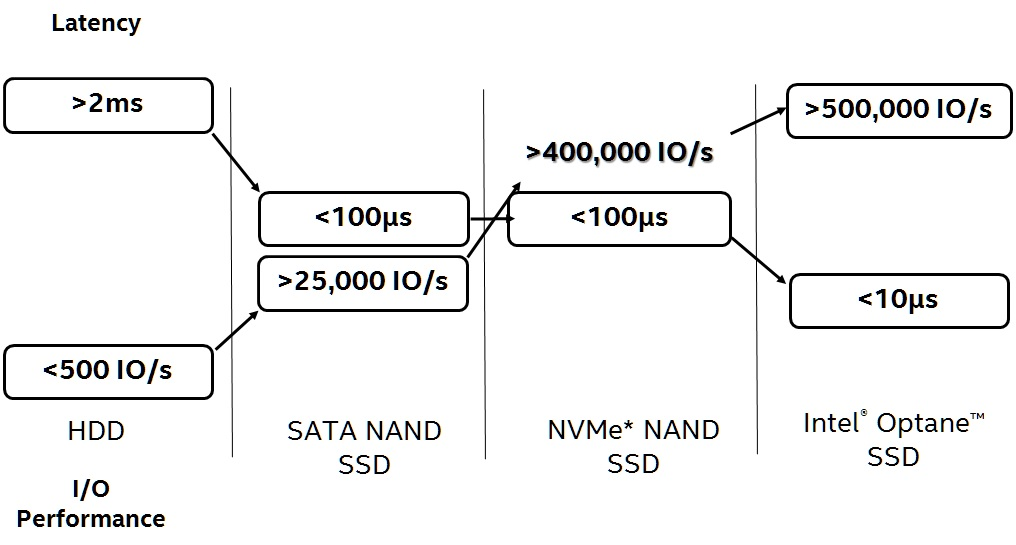 Latency
>2ms
<500 IO/s
HDD
I/O
Performance
<100µs
>25,000 IO/s
SATA NAND
SSD
>400,000 IO/s
<100µs
NVMe* NAND
SSD
>500,000 IO/s
<10µs
Intel® Optane™
SSD